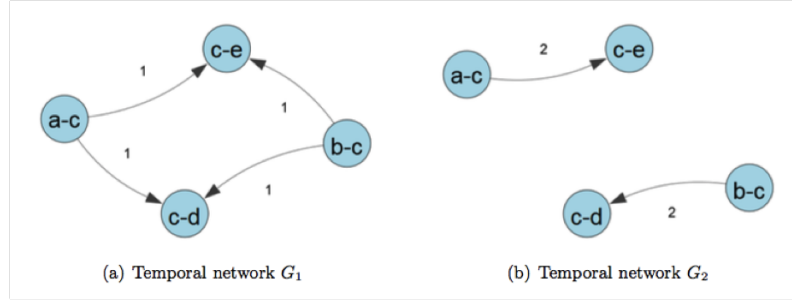 c-e
1
a-c
1
1
b-c
1
c-d
(a) Temporal network G₁
2
c-e
a-c
b-c
c-d
2
(b) Temporal network G₂